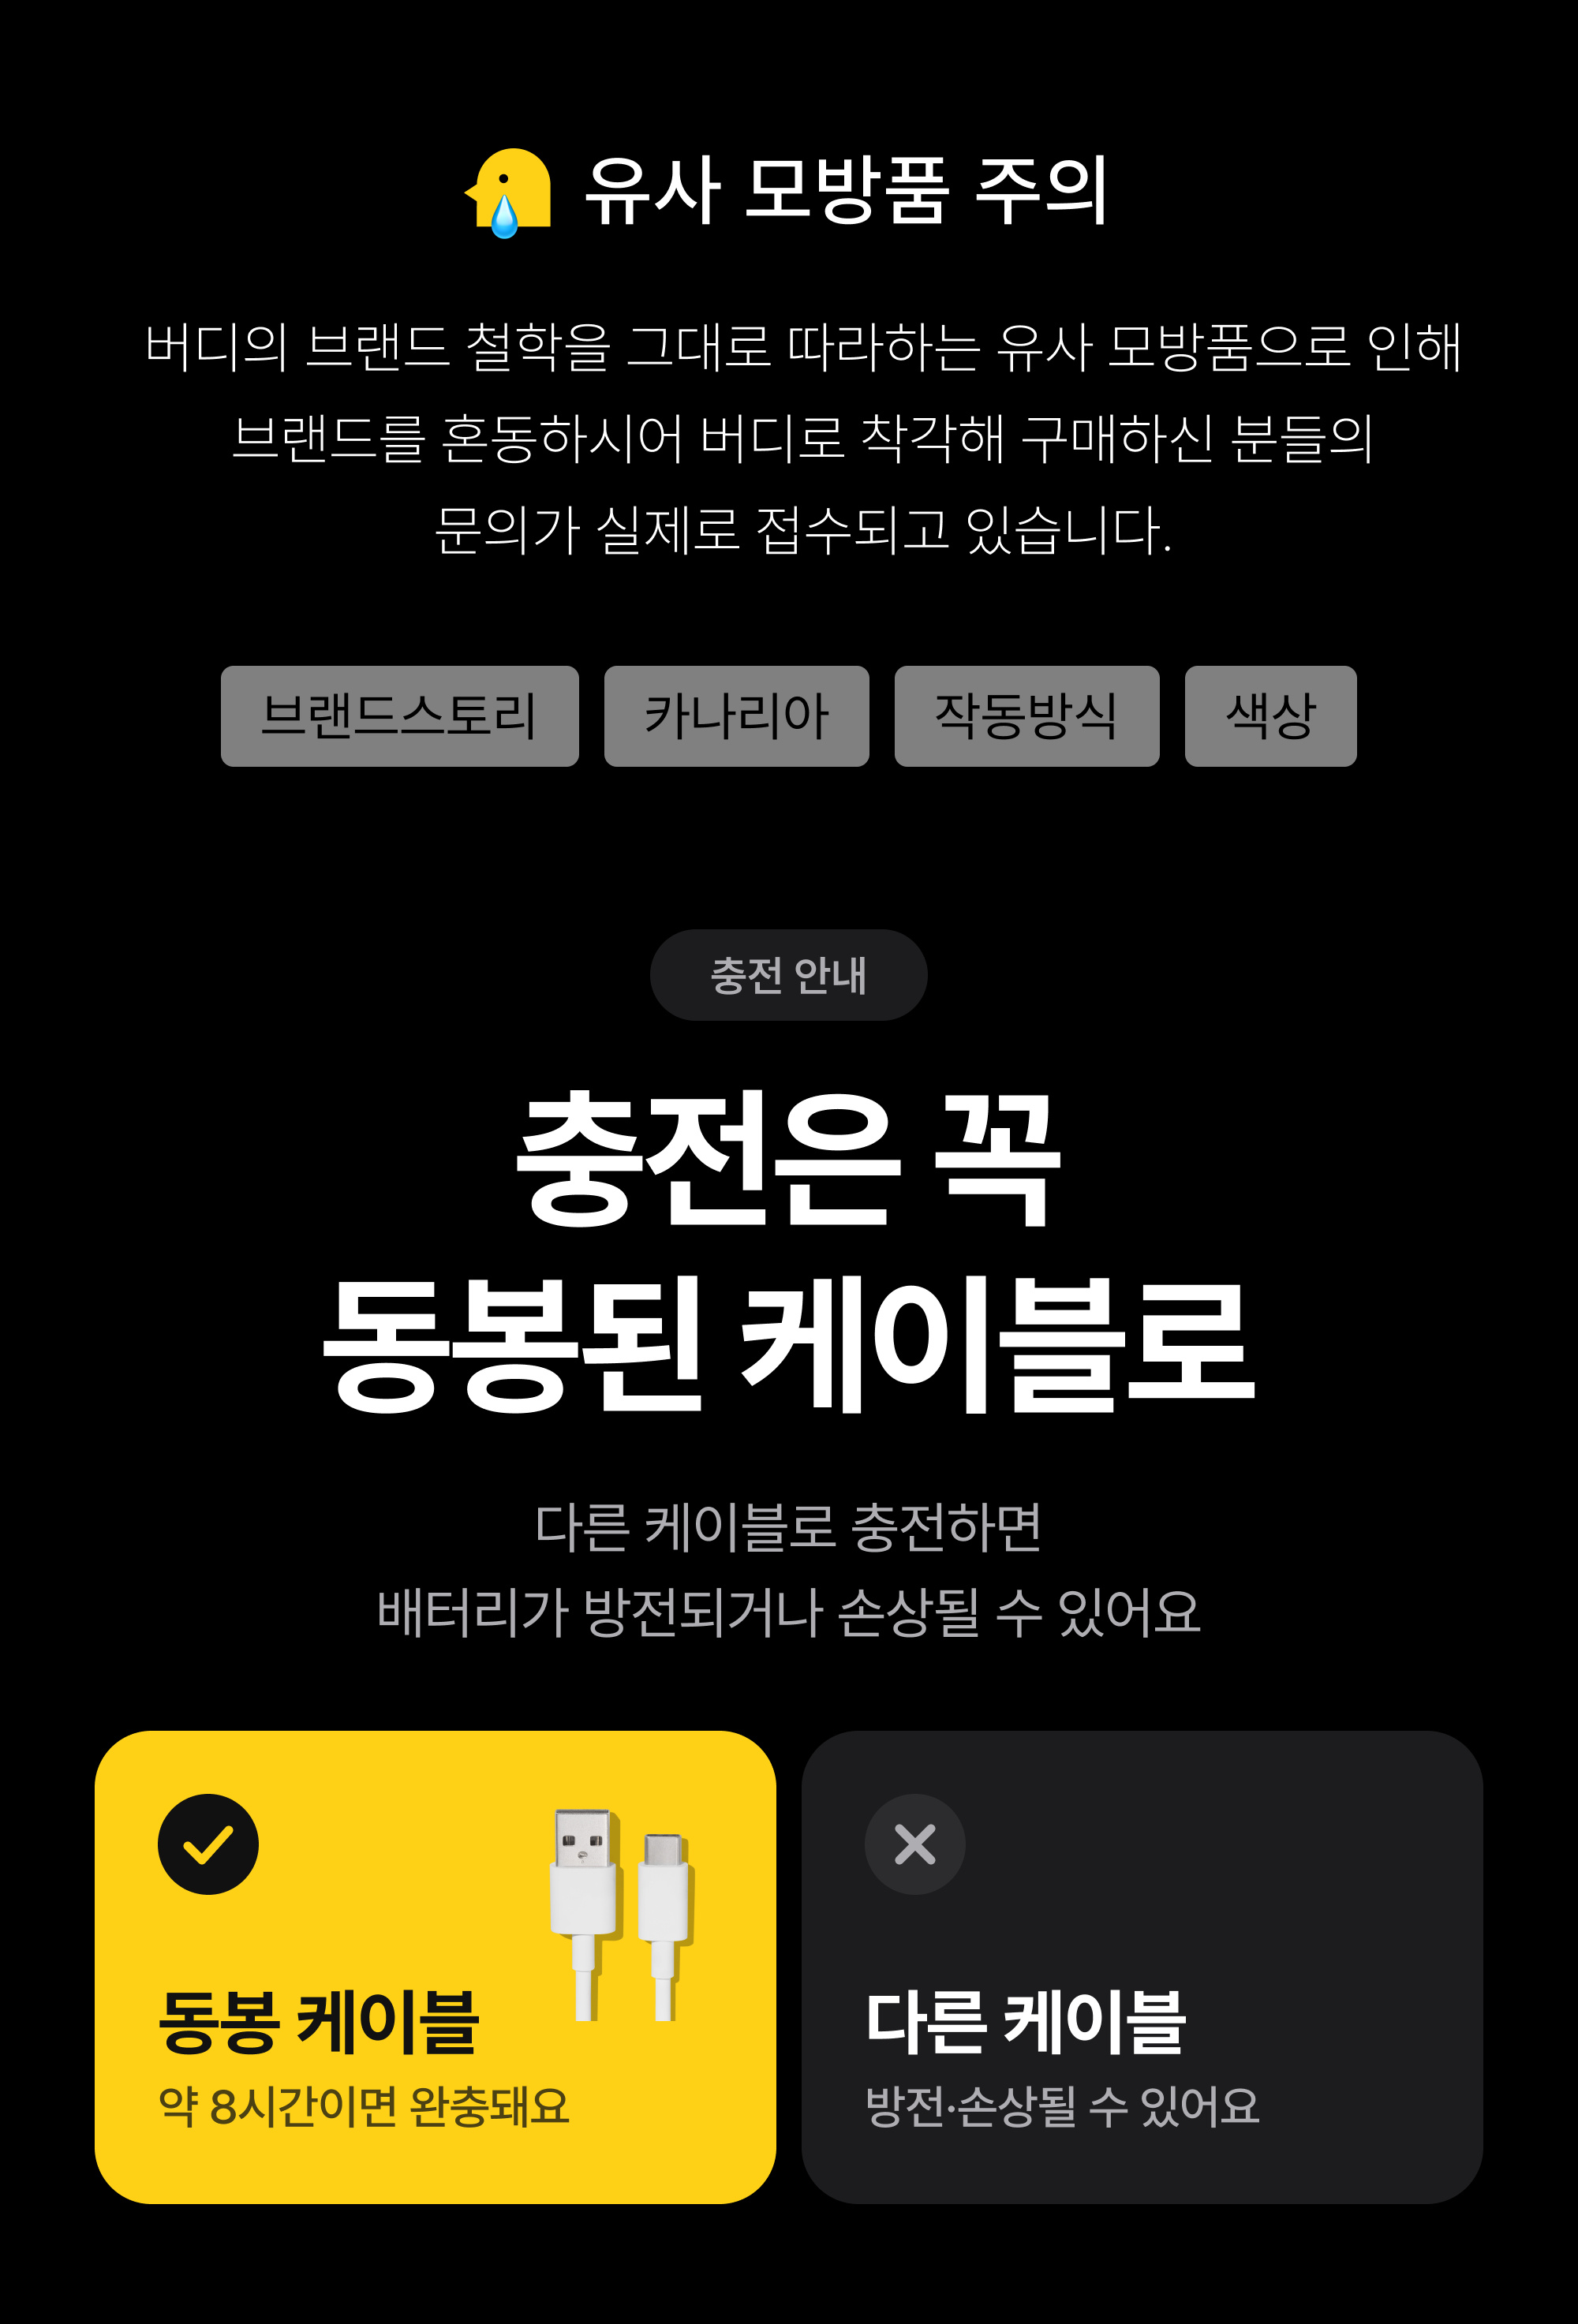 유사 모방품 주의
버디의 브랜드 철학을 그대로 따라하는 유사 모방품으로 인해
브랜드를 혼동하시어 버디로 착각해 구매하신 분들의
문의가 실제로 접수되고 있습니다.
브랜드스토리 카나리아 작동방식 색상
충전 안내
충전은 꼭
동봉된 케이블로
다른 케이블로 충전하면
배터리가 방전되거나 손상될 수 있어요
동봉 케이블
약 8시간이면 완충돼요
다른 케이블
방전·손상될 수 있어요